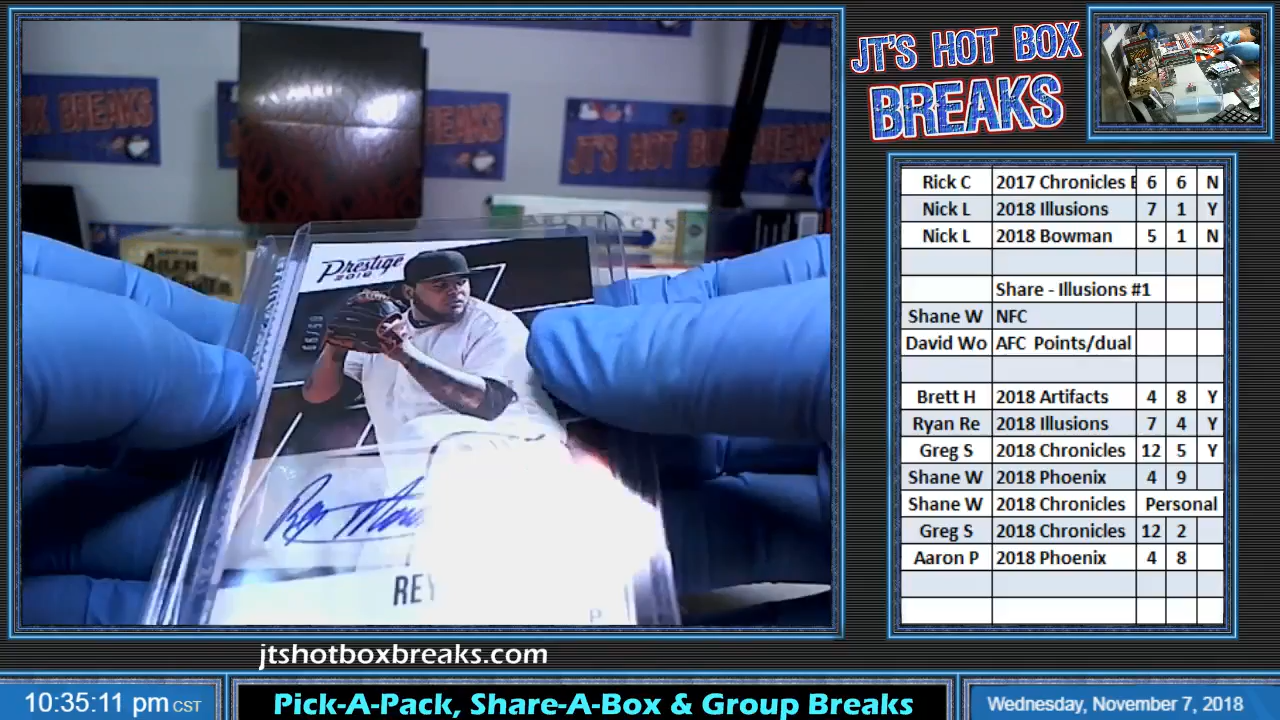 JT'S HOT BOX
BREAKS
BREAKS
JT'S HOT BOX BREAKS
Prestige
REY
P
Rick C 2017 Chronicles 6 6 N
Nick L 2018 Illusions 7 1 Y
Nick L 2018 Bowman 5 1 N
Share - Illusions #1
Shane W NFC
David Wo AFC Points/dual
Brett H 2018 Artifacts 4 8 Y
Ryan Re 2018 Illusions 7 4 Y
Greg S 2018 Chronicles 12 5 Y
Shane W 2018 Phoenix 4 9
Shane W 2018 Chronicles Personal
Greg S 2018 Chronicles 12 2
Aaron P 2018 Phoenix 4 8
jtshotboxbreaks.com
10:35:11 pm CST
Pick-A-Pack, Share-A-Box & Group Breaks
Wednesday, November 7, 2018